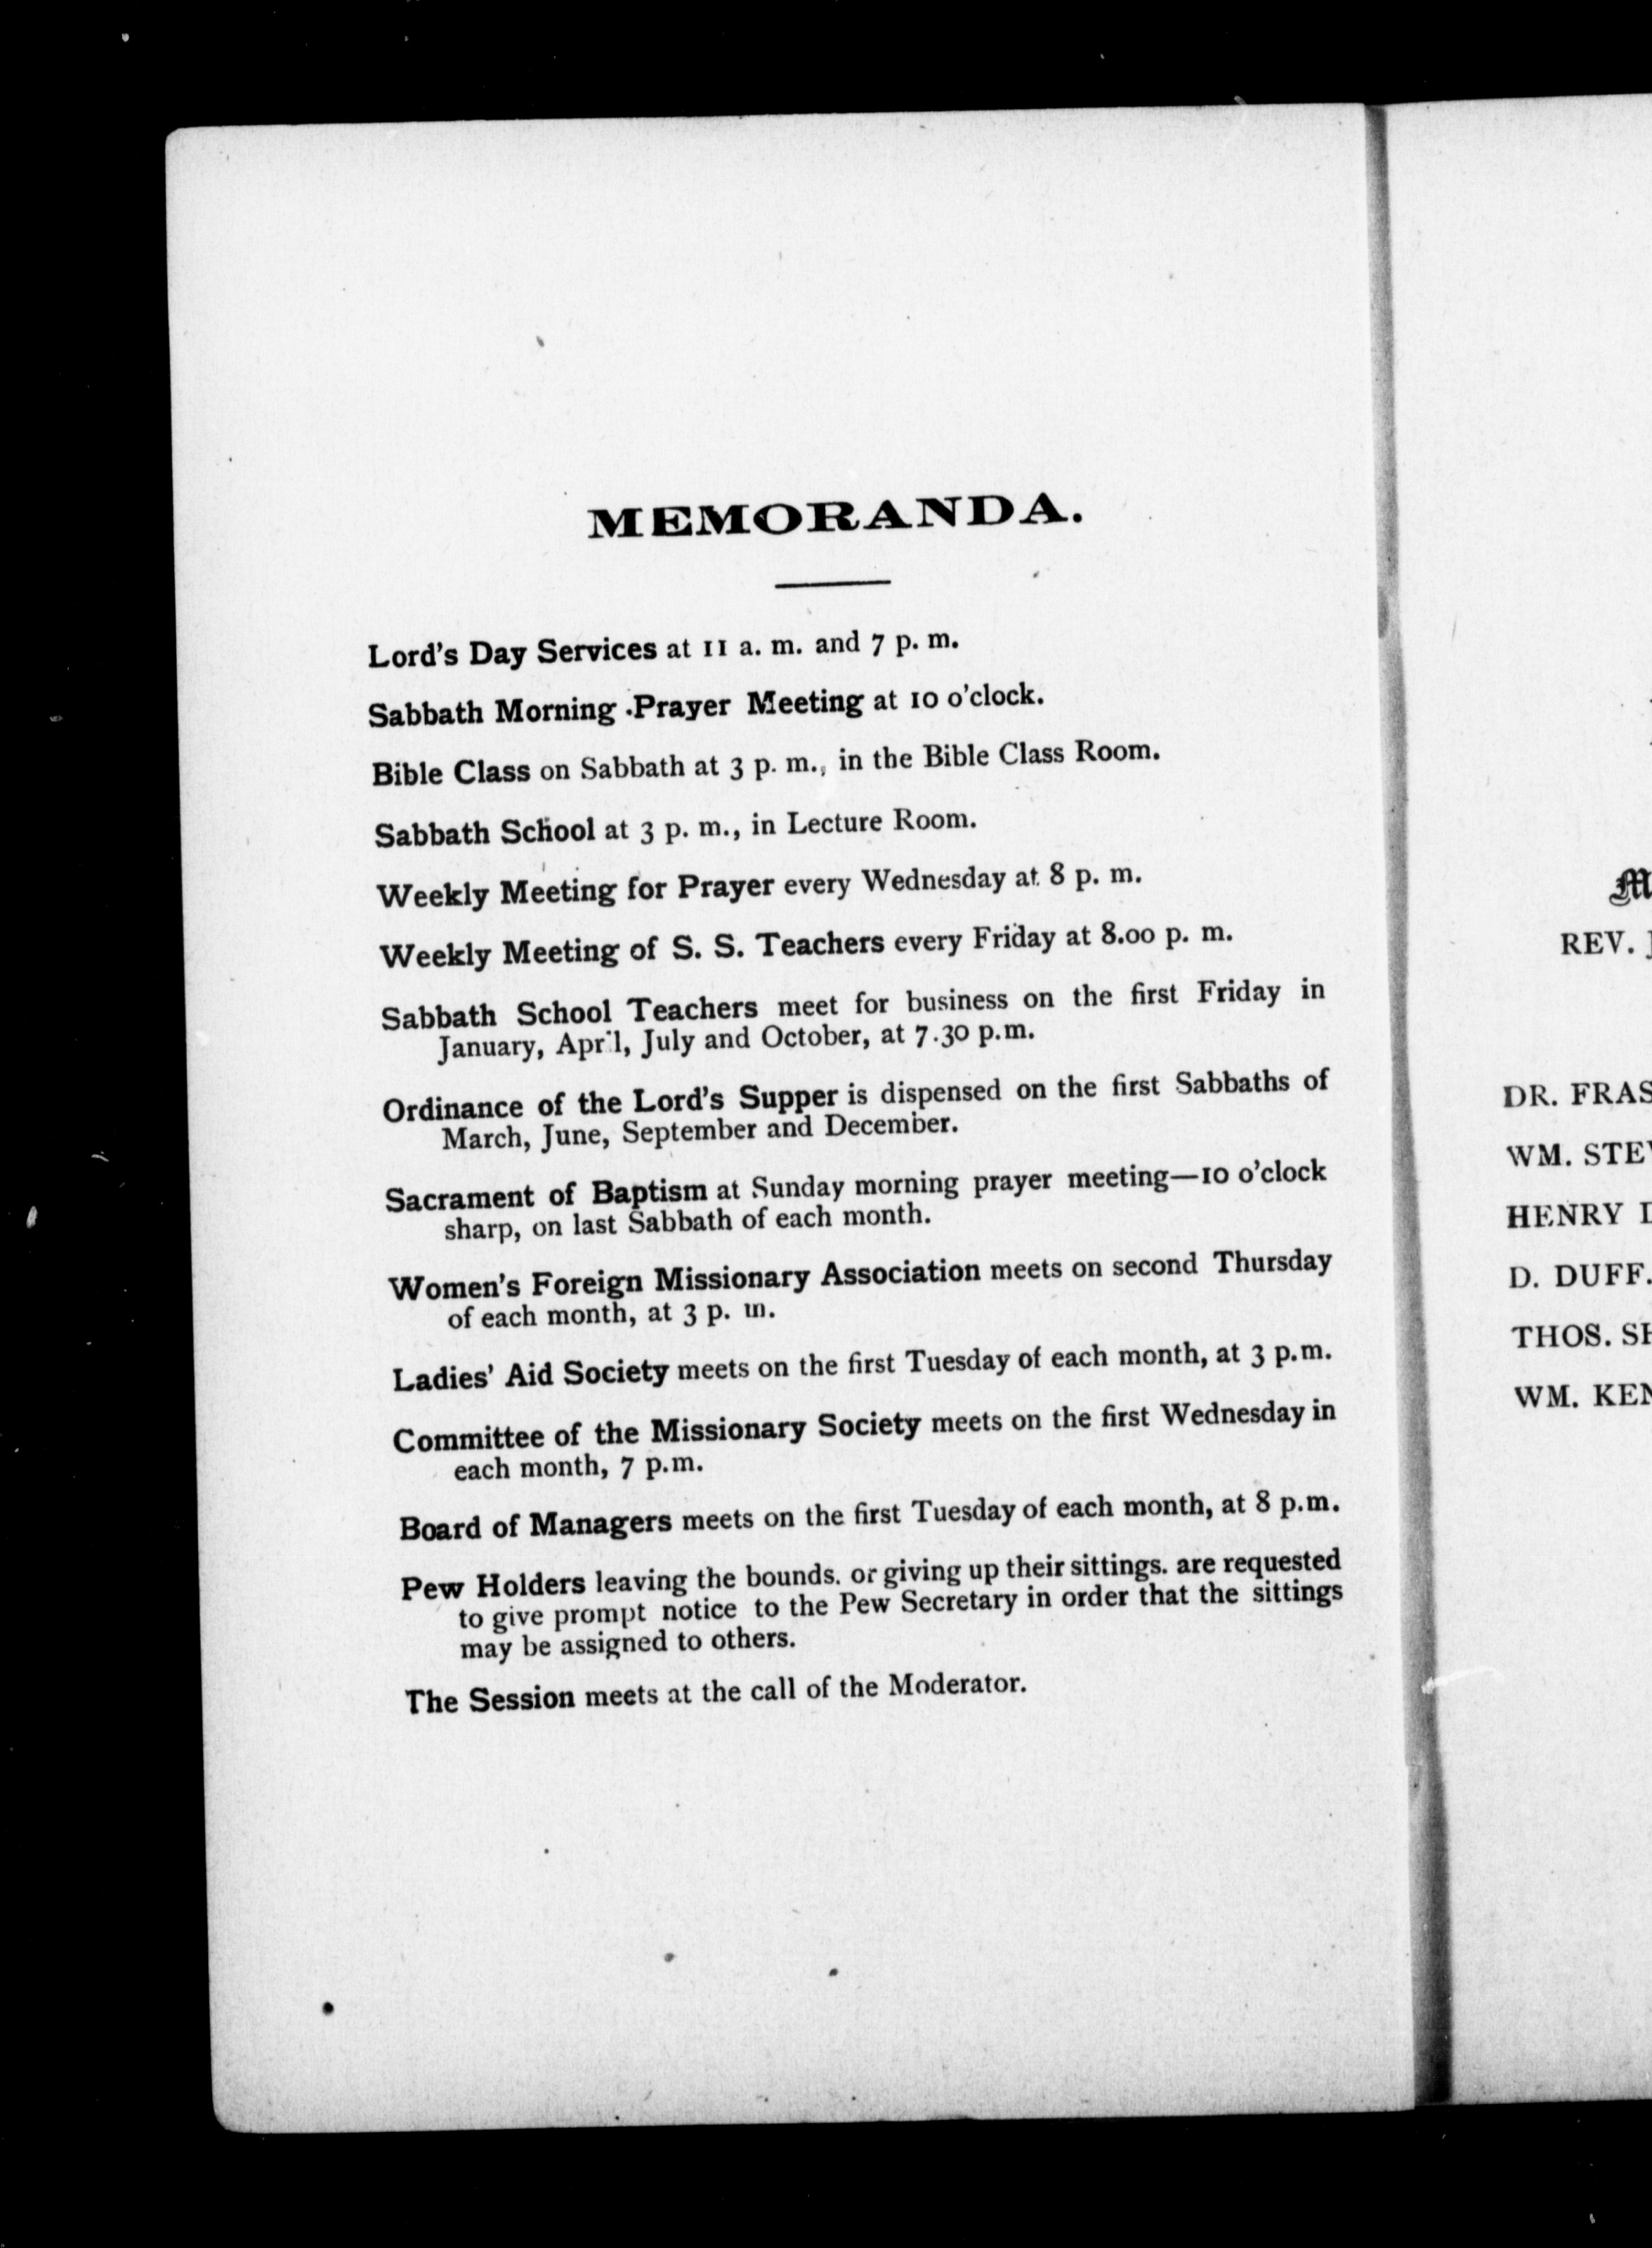 MEMORANDA.
Lord's Day Services at 11 a. m. and 7 p. m.
Sabbath Morning Prayer Meeting at 10 o'clock.
Bible Class on Sabbath at 3 p. m., in the Bible Class Room.
Sabbath School at 3 p. m., in Lecture Room.
Weekly Meeting for Prayer every Wednesday at 8 p. m.
Weekly Meeting of S. S. Teachers every Friday at 8.00 p. m.
Sabbath School Teachers meet for business on the first Friday in
January, April, July and October, at 7.30 p.m.
Ordinance of the Lord's Supper is dispensed on the first Sabbaths of
March, June, September and December.
Sacrament of Baptism at Sunday morning prayer meeting—10 o'clock
sharp, on last Sabbath of each month.
Women's Foreign Missionary Association meets on second Thursday
of each month, at 3 p. m.
Ladies' Aid Society meets on the first Tuesday of each month, at 3 p.m.
Committee of the Missionary Society meets on the first Wednesday in
each month, 7 p.m.
Board of Managers meets on the first Tuesday of each month, at 8 p.m.
Pew Holders leaving the bounds. or giving up their sittings. are requested
to give prompt notice to the Pew Secretary in order that the sittings
may be assigned to others.
The Session meets at the call of the Moderator.
M
REV.
DR. FRAS
WM. STE
HENRY
D. DUFF.
THOS. SH
WM. KEN